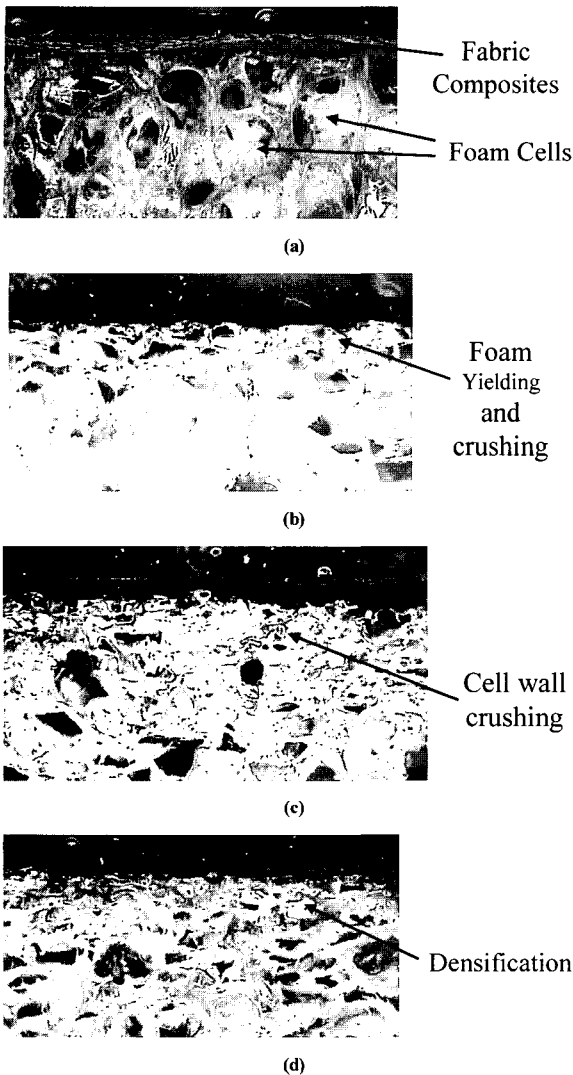 Fabric
Composites
Foam Cells
(a)
Foam
Yielding
and
crushing
(b)
Cell wall
crushing
(c)
Densification
(d)